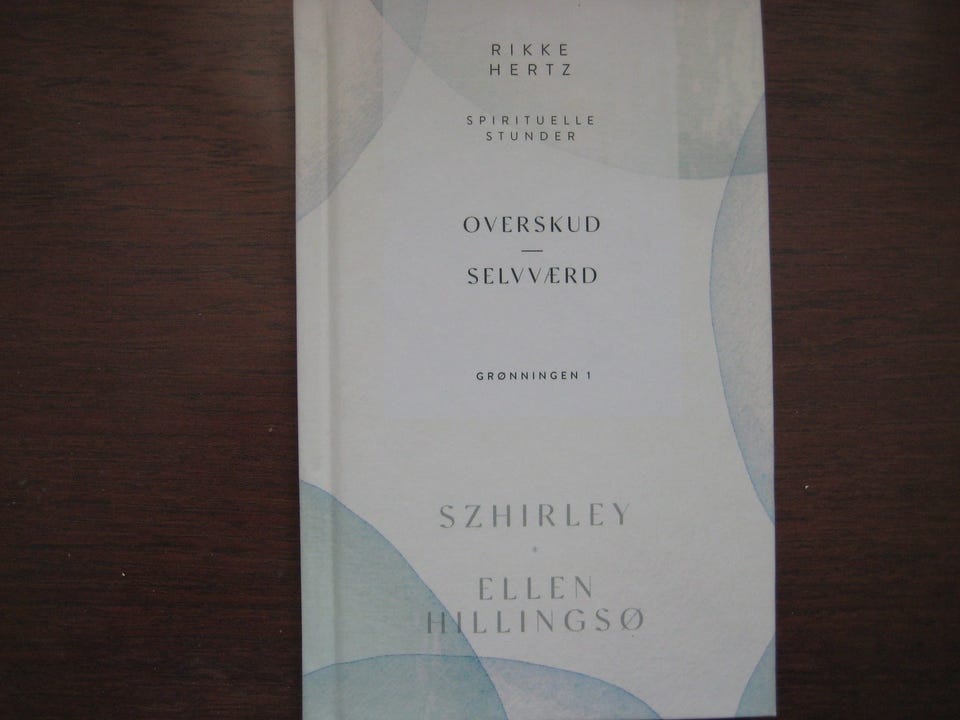 RIKKE
HERTZ
SPIRITUELLE
STUNDER
OVERSKUD
—
SELVVÆRD
GRØNNINGEN 1
SZHIRLEY
*
ELLEN
HILLINGSØ